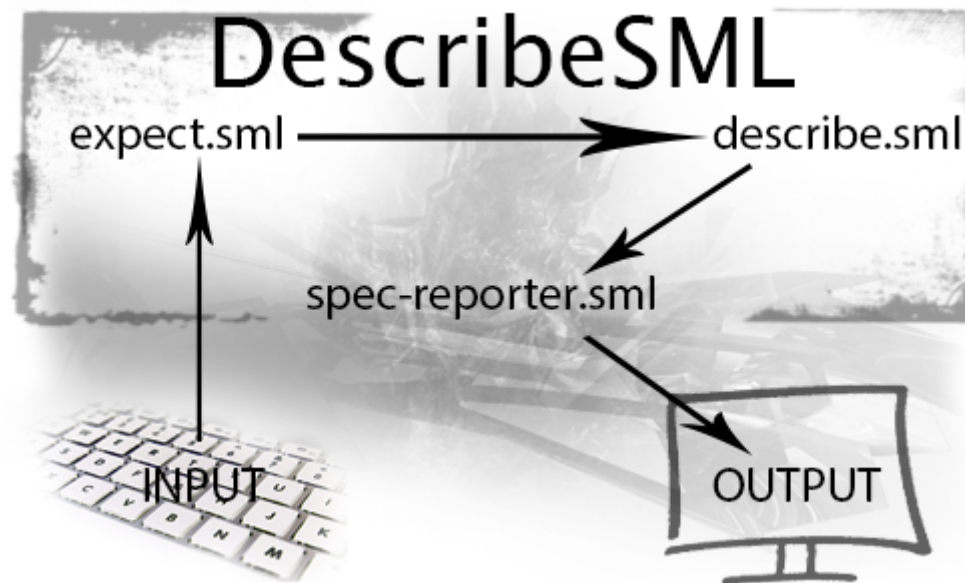 DescribeSML
expect.sml
describe.sml
spec-reporter.sml
INPUT
OUTPUT